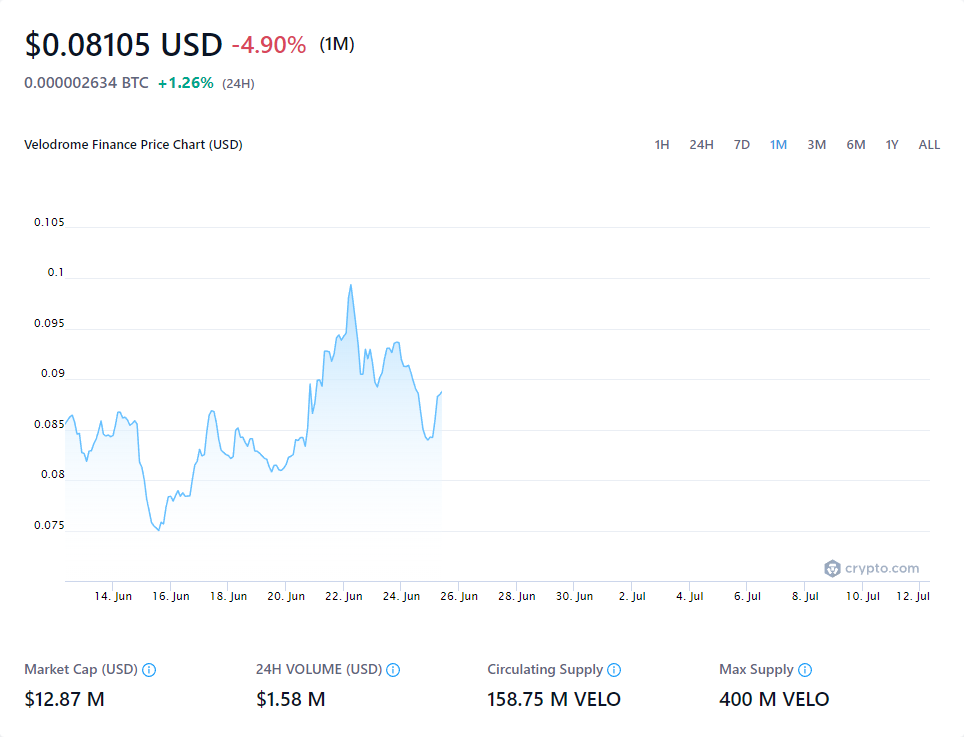 $0.08105 USD -4.90% (1M)
0.000002634 BTC +1.26% (24H)
Velodrome Finance Price Chart (USD) 1H 24H 7D 1M 3M 6M 1Y ALL
0.105
0.1
0.095
0.09
0.085
0.08
0.075
crypto.com
14. Jun 16. Jun 18. Jun 20. Jun 22. Jun 24. Jun 26. Jun 28. Jun 30. Jun 2. Jul 4. Jul 6. Jul 8. Jul 10. Jul 12. Jul
Market Cap (USD) 24H VOLUME (USD) Circulating Supply Max Supply
$12.87 M $1.58 M 158.75 M VELO 400 M VELO